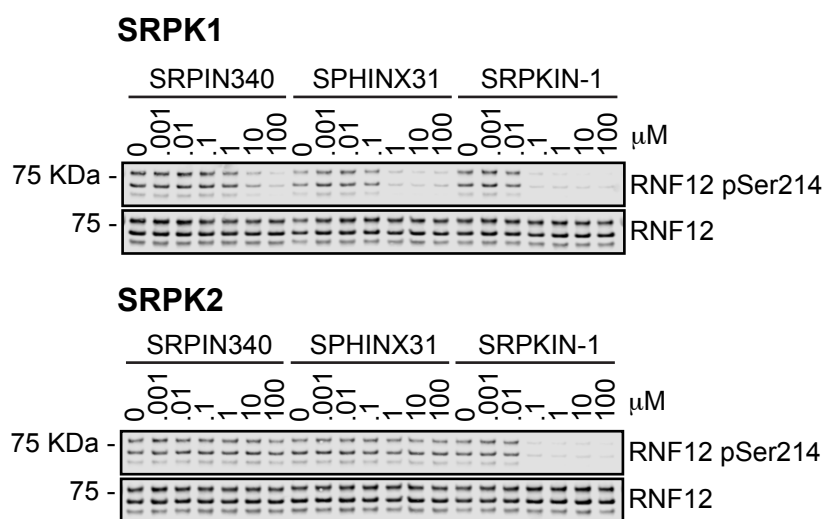 SRPK1
SRPIN340 SPHINX31 SRPKIN-1
0 .001 .01 .1 1 10 100 0 .001 .01 .1 1 10 100 0 .001 .01 .1 1 10 100 μM
75 KDa - RNF12 pSer214
75 - RNF12
SRPK2
SRPIN340 SPHINX31 SRPKIN-1
0 .001 .01 .1 1 10 100 0 .001 .01 .1 1 10 100 0 .001 .01 .1 1 10 100 μM
75 KDa - RNF12 pSer214
75 - RNF12